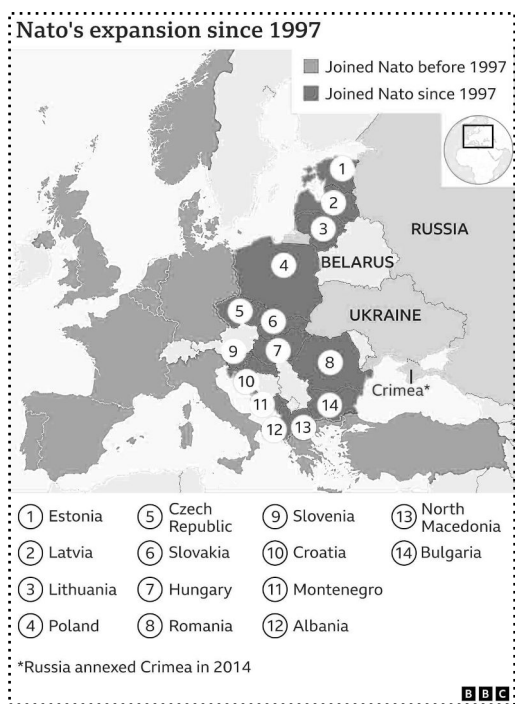 Nato's expansion since 1997
Joined Nato before 1997
Joined Nato since 1997
1
2
3
RUSSIA
4
BELARUS
5
6
UKRAINE
9
7
8
10
Crimea*
11
14
12
13
1 Estonia
5 Czech
Republic
9 Slovenia
13 North
Macedonia
2 Latvia
6 Slovakia
10 Croatia
14 Bulgaria
3 Lithuania
7 Hungary
11 Montenegro
4 Poland
8 Romania
12 Albania
*Russia annexed Crimea in 2014
BBC